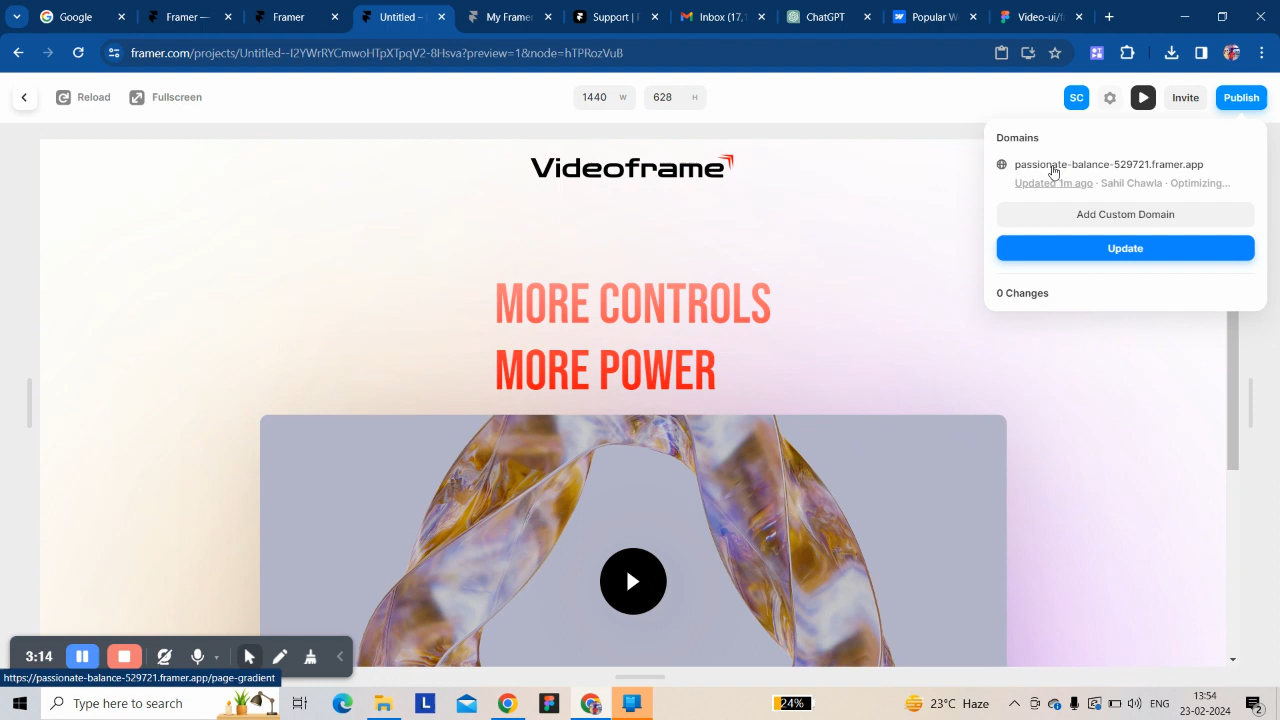 Google
Framer —
Framer
Untitled –
My Frame
Support | F
Inbox (17,1
ChatGPT
Popular W
Video-ui/f
framer.com/projects/Untitled--I2YWrRYCmwoHTpXTpqV2-8Hsva?preview=1&node=hTPRozVuB
Reload
Fullscreen
1440 W
628 H
SC
Invite
Publish
Domains
passionate-balance-529721.framer.app
Updated 1m ago · Sahil Chawla · Optimizing...
Add Custom Domain
Update
0 Changes
Videoframe
MORE CONTROLS
MORE POWER
3:14
https://passionate-balance-529721.framer.app/page-gradient
Type here to search
L
24%
23°C Haze
ENG
13:54
23-02-2024
2